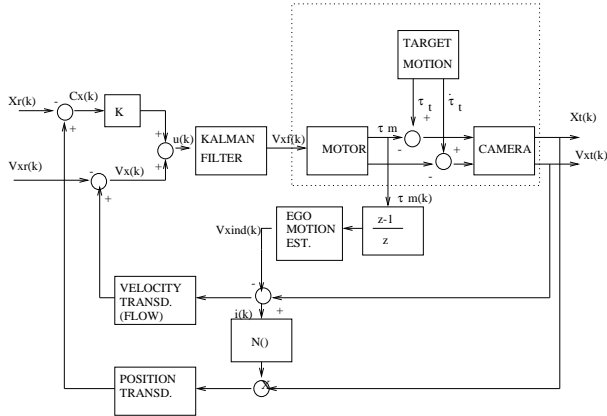 TARGET
MOTION
Xr(k)
-
Cx(k)
K
+
+
u(k)
+
KALMAN
FILTER
Vxf(k)
MOTOR
τ m
τ t
τ̇ t
+
-
+
-
CAMERA
Xt(k)
Vxt(k)
Vxr(k)
-
Vx(k)
+
τ m(k)
EGO
MOTION
EST.
z-1
z
Vxind(k)
VELOCITY
TRANSD.
(FLOW)
-
+
i(k)
N()
POSITION
TRANSD.
X